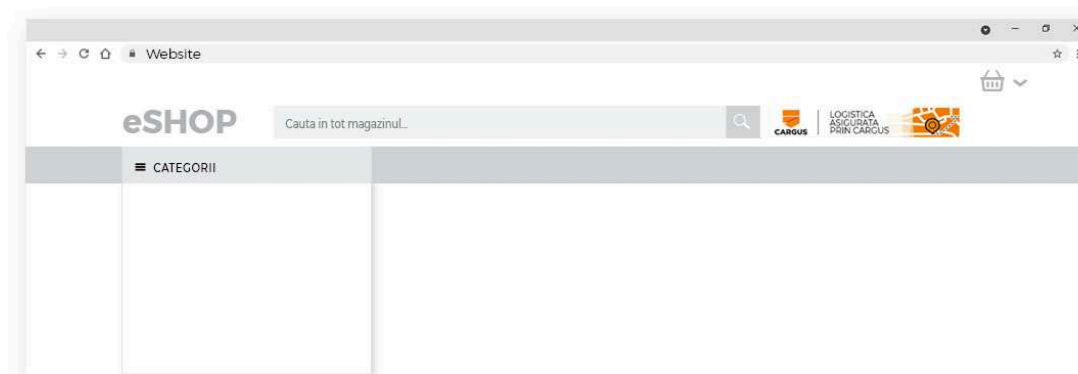 Website
eSHOP
Cauta in tot magazinul...
CARGUS
LOGISTICA
ASIGURATA
PRIN CARGUS
CATEGORII